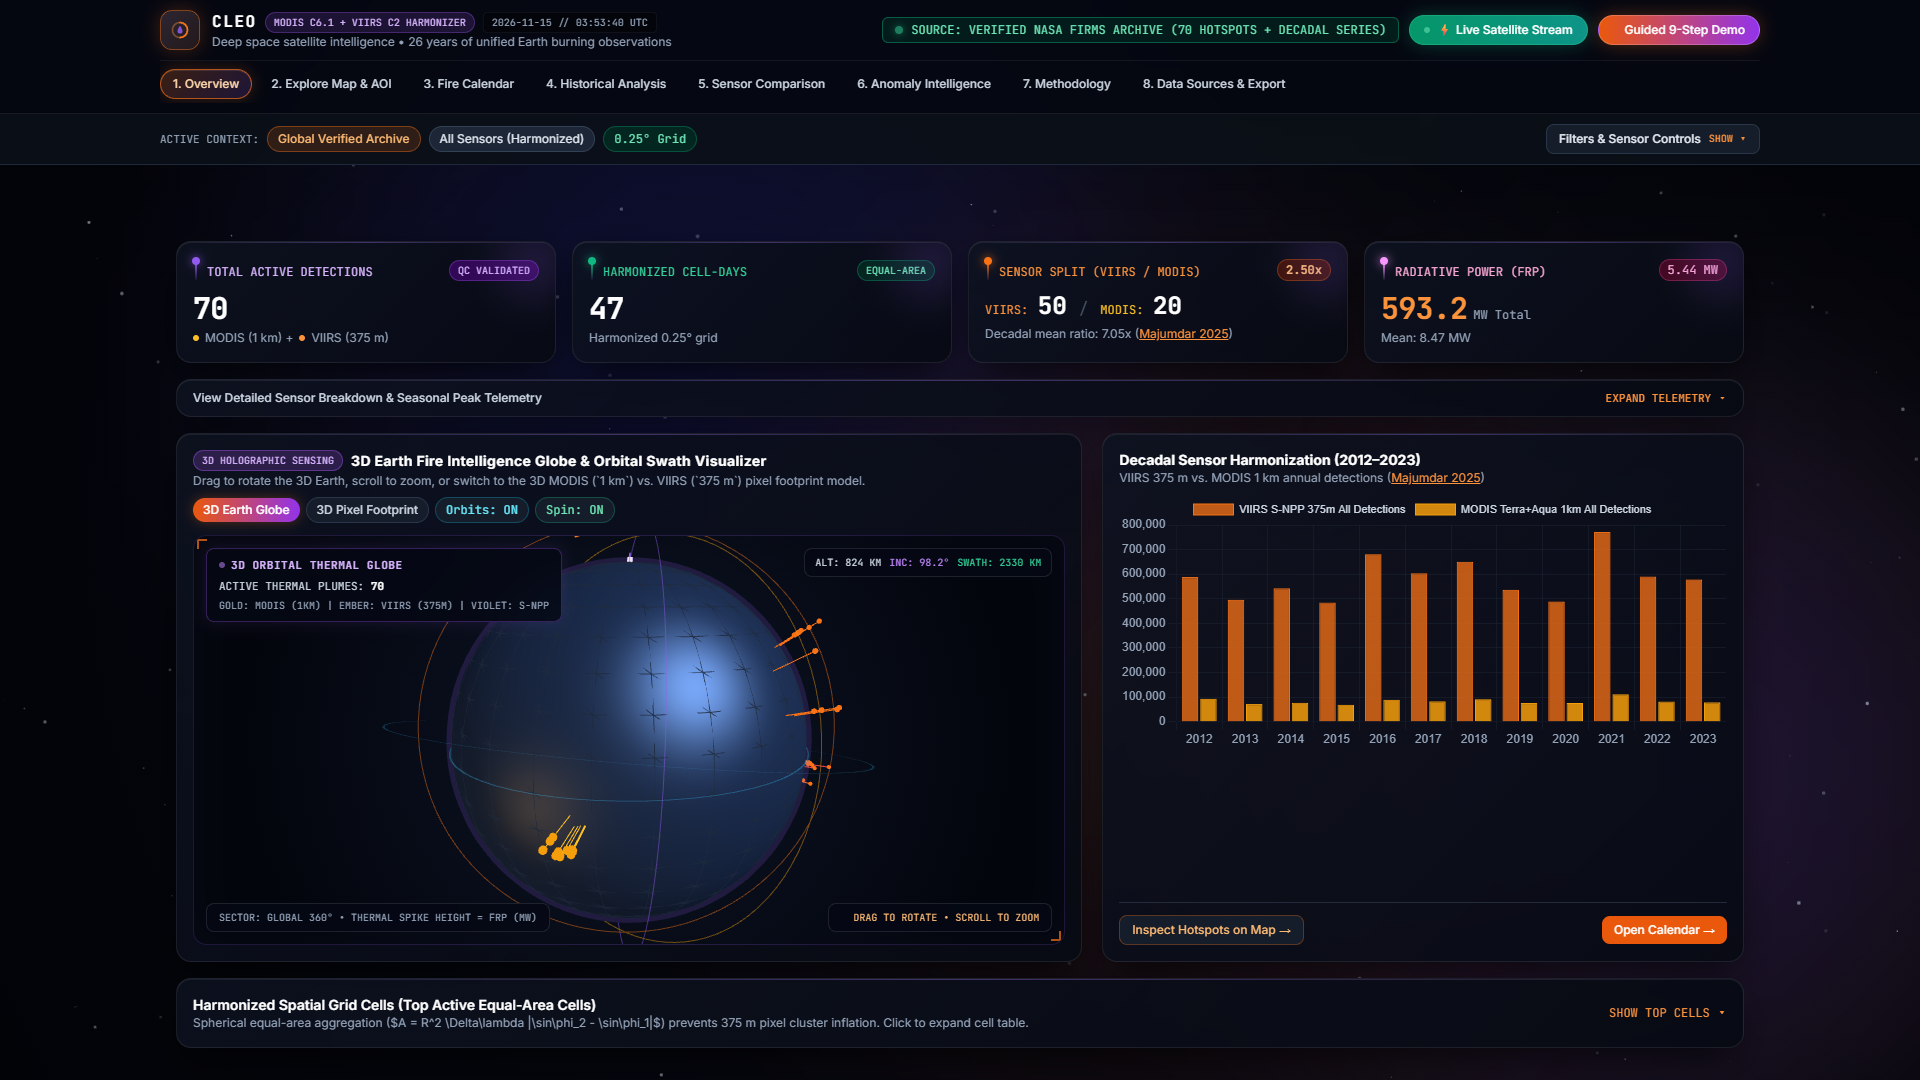 CLEO
MODIS C6.1 + VIIRS C2 HARMONIZER
2026-11-15 // 03:53:40 UTC
Deep space satellite intelligence • 26 years of unified Earth burning observations
SOURCE: VERIFIED NASA FIRMS ARCHIVE (70 HOTSPOTS + DECADAL SERIES)
Live Satellite Stream
Guided 9-Step Demo
1. Overview
2. Explore Map & AOI
3. Fire Calendar
4. Historical Analysis
5. Sensor Comparison
6. Anomaly Intelligence
7. Methodology
8. Data Sources & Export
ACTIVE CONTEXT:
Global Verified Archive
All Sensors (Harmonized)
0.25° Grid
Filters & Sensor Controls SHOW
TOTAL ACTIVE DETECTIONS
QC VALIDATED
70
MODIS (1 km) + VIIRS (375 m)
HARMONIZED CELL-DAYS
EQUAL-AREA
47
Harmonized 0.25° grid
SENSOR SPLIT (VIIRS / MODIS)
2.50x
VIIRS: 50 / MODIS: 20
Decadal mean ratio: 7.05x (Majumdar 2025)
RADIATIVE POWER (FRP)
5.44 MW
593.2 MW Total
Mean: 8.47 MW
View Detailed Sensor Breakdown & Seasonal Peak Telemetry
EXPAND TELEMETRY
3D HOLOGRAPHIC SENSING
3D Earth Fire Intelligence Globe & Orbital Swath Visualizer
Drag to rotate the 3D Earth, scroll to zoom, or switch to the 3D MODIS (`1 km`) vs. VIIRS (`375 m`) pixel footprint model.
3D Earth Globe
3D Pixel Footprint
Orbits: ON
Spin: ON
3D ORBITAL THERMAL GLOBE
ACTIVE THERMAL PLUMES: 70
GOLD: MODIS (1KM) | EMBER: VIIRS (375M) | VIOLET: S-NPP
ALT: 824 KM INC: 98.2° SWATH: 2330 KM
SECTOR: GLOBAL 360° • THERMAL SPIKE HEIGHT = FRP (MW)
DRAG TO ROTATE • SCROLL TO ZOOM
Decadal Sensor Harmonization (2012–2023)
VIIRS 375 m vs. MODIS 1 km annual detections (Majumdar 2025)
VIIRS S-NPP 375m All Detections
MODIS Terra+Aqua 1km All Detections
800,000
700,000
600,000
500,000
400,000
300,000
200,000
100,000
0
2012 2013 2014 2015 2016 2017 2018 2019 2020 2021 2022 2023
Inspect Hotspots on Map →
Open Calendar →
Harmonized Spatial Grid Cells (Top Active Equal-Area Cells)
Spherical equal-area aggregation ($A = R^2 \Delta\lambda |\sin\phi_2 - \sin\phi_1|$) prevents 375 m pixel cluster inflation. Click to expand cell table.
SHOW TOP CELLS